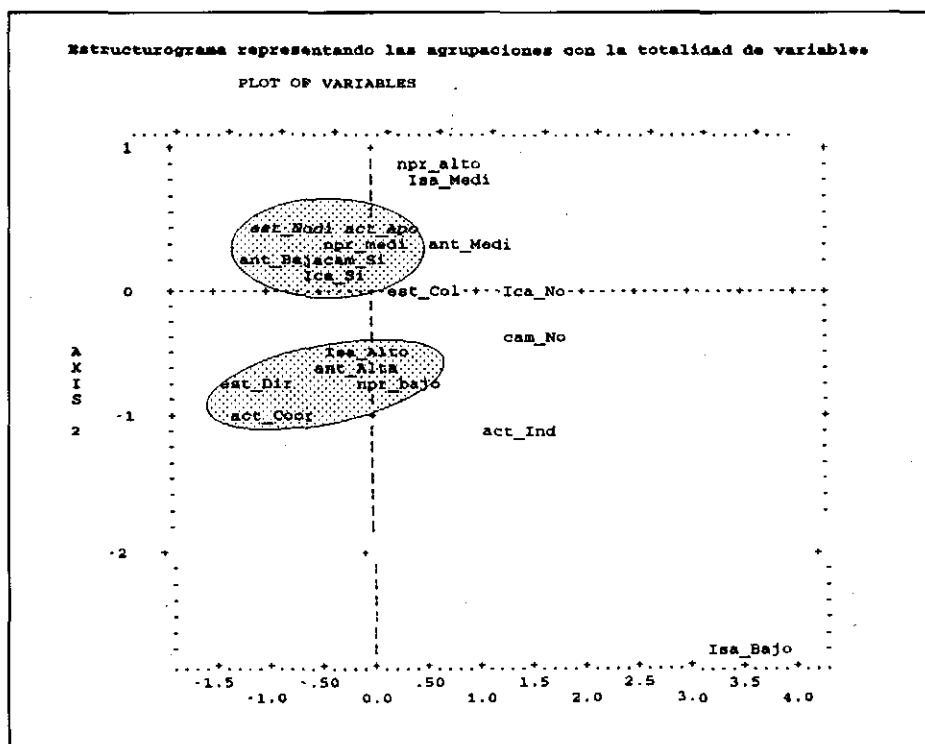 Estructurograma representando las agrupaciones con la totalidad de variables
PLOT OF VARIABLES
1
npr_alto
Isa_Medi
est_Nodi act_Apo
npr_medi ant_Medi
ant_Bajacam_Si
Ica_Si
0 est_Col Ica_No
cam_No
Isa_Alto
ant_Alta
est_Dir npr_bajo
-1 act_Coor
act_Ind
AXIS 2
-2
Isa_Bajo
-1.5 -.50 .50 1.5 2.5 3.5
-1.0 0.0 1.0 2.0 3.0 4.0